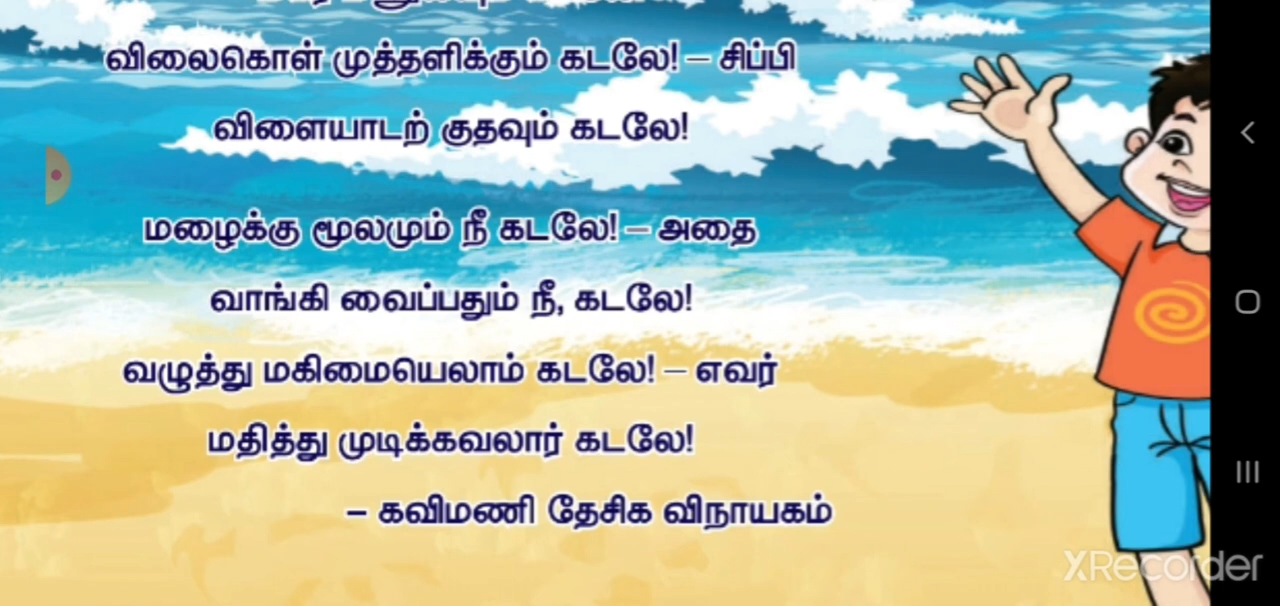 விலைகொள் முத்தளிக்கும் கடலே! – சிப்பி
விளையாடற் குதவும் கடலே!
மழைக்கு மூலமும் நீ கடலே! – அதை
வாங்கி வைப்பதும் நீ, கடலே!
வழுத்து மகிமையெலாம் கடலே! – எவர்
மதித்து முடிக்கவலார் கடலே!
– கவிமணி தேசிக விநாயகம்
XRecorder